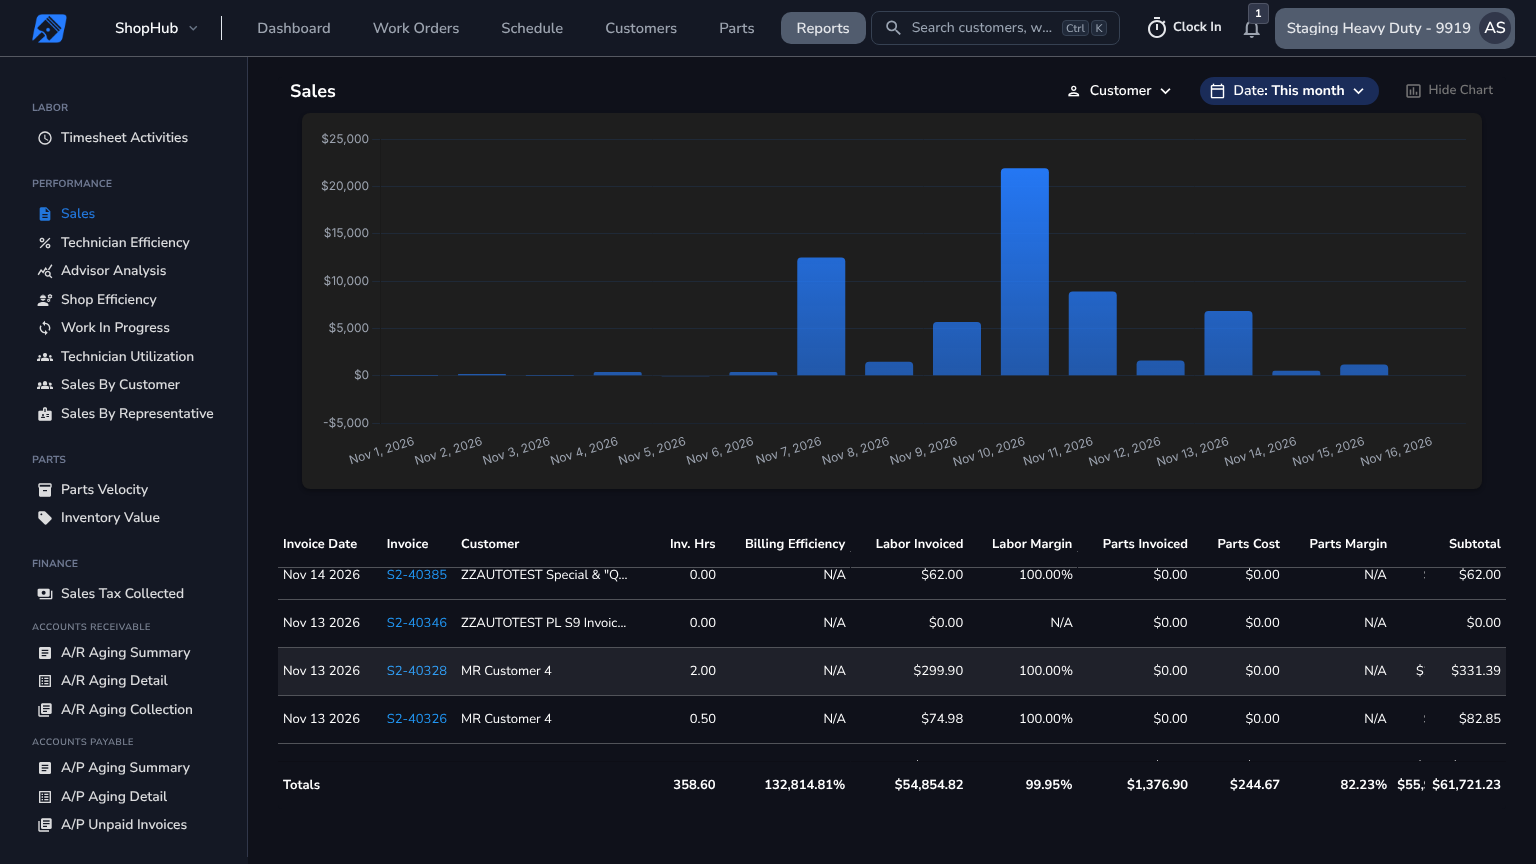 ShopHub
Dashboard
Work Orders
Schedule
Customers
Parts
Reports
Search customers, w...
Ctrl
K
Clock In
1
Staging Heavy Duty - 9919
AS
LABOR
Timesheet Activities
PERFORMANCE
Sales
Technician Efficiency
Advisor Analysis
Shop Efficiency
Work In Progress
Technician Utilization
Sales By Customer
Sales By Representative
PARTS
Parts Velocity
Inventory Value
FINANCE
Sales Tax Collected
ACCOUNTS RECEIVABLE
A/R Aging Summary
A/R Aging Detail
A/R Aging Collection
ACCOUNTS PAYABLE
A/P Aging Summary
A/P Aging Detail
A/P Unpaid Invoices
Sales
Customer
Date: This month
Hide Chart
$25,000
$20,000
$15,000
$10,000
$5,000
$0
-$5,000
Nov 1, 2026
Nov 2, 2026
Nov 3, 2026
Nov 4, 2026
Nov 5, 2026
Nov 6, 2026
Nov 7, 2026
Nov 8, 2026
Nov 9, 2026
Nov 10, 2026
Nov 11, 2026
Nov 12, 2026
Nov 13, 2026
Nov 14, 2026
Nov 15, 2026
Nov 16, 2026
Invoice Date Invoice Customer Inv. Hrs Billing Efficiency Labor Invoiced Labor Margin Parts Invoiced Parts Cost Parts Margin Subtotal
Nov 14 2026 S2-40385 ZZAUTOTEST Special & "Q... 0.00 N/A $62.00 100.00% $0.00 $0.00 N/A $62.00
Nov 13 2026 S2-40346 ZZAUTOTEST PL S9 Invoic... 0.00 N/A $0.00 N/A $0.00 $0.00 N/A $0.00
Nov 13 2026 S2-40328 MR Customer 4 2.00 N/A $299.90 100.00% $0.00 $0.00 N/A $ $331.39
Nov 13 2026 S2-40326 MR Customer 4 0.50 N/A $74.98 100.00% $0.00 $0.00 N/A $82.85
Totals 358.60 132,814.81% $54,854.82 99.95% $1,376.90 $244.67 82.23% $55, $61,721.23